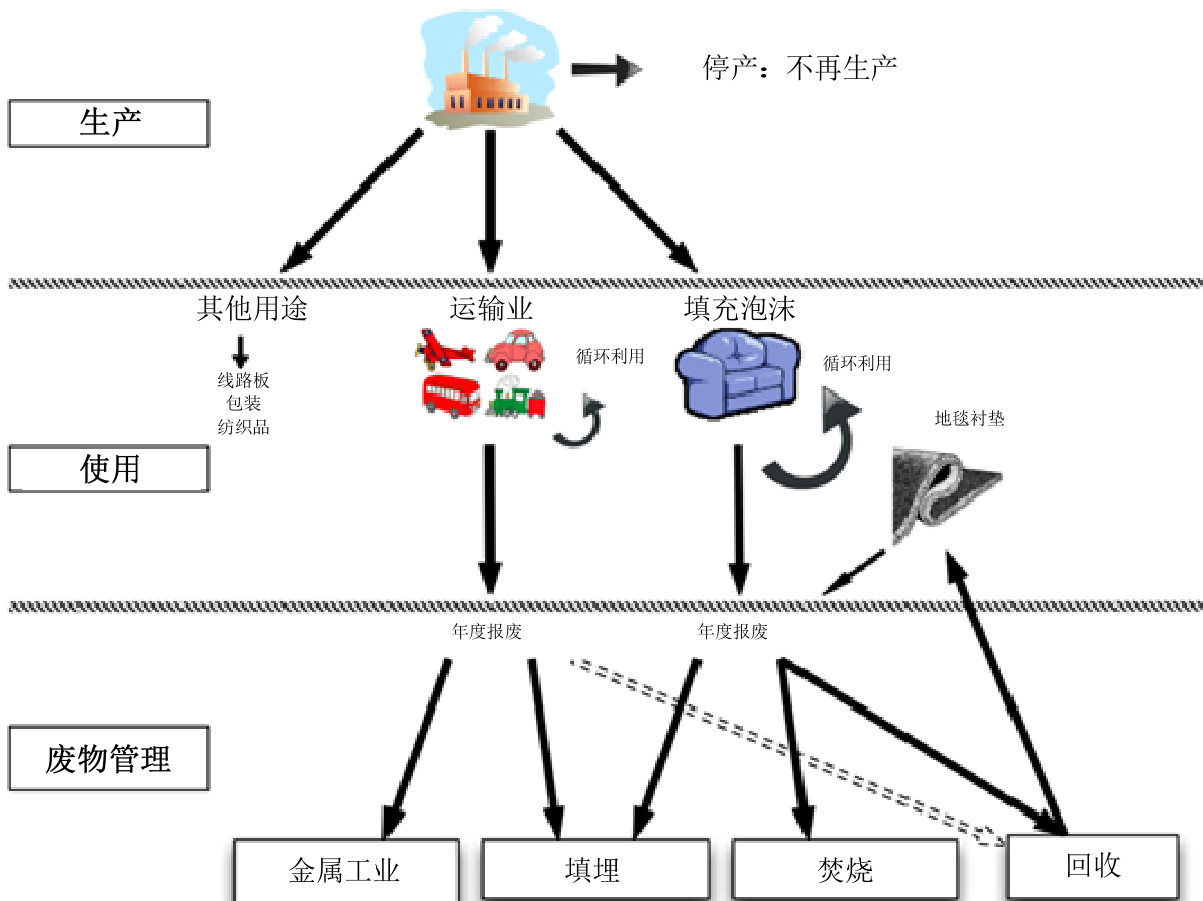 停产：不再生产
生产
其他用途
运输业
填充泡沫
循环利用
循环利用
线路板
包装
纺织品
地毯衬垫
使用
年度报废
年度报废
废物管理
金属工业
填埋
焚烧
回收